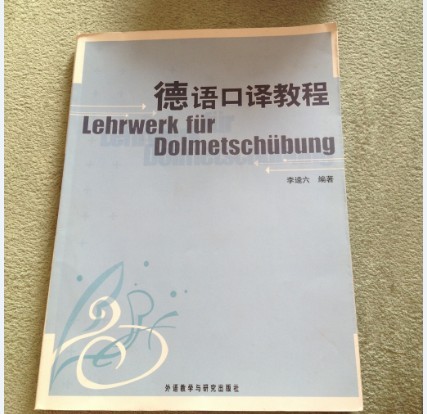 德语口译教程
Lehrwerk für
Dolmetschübung
李逵六 编著
外语教学与研究出版社